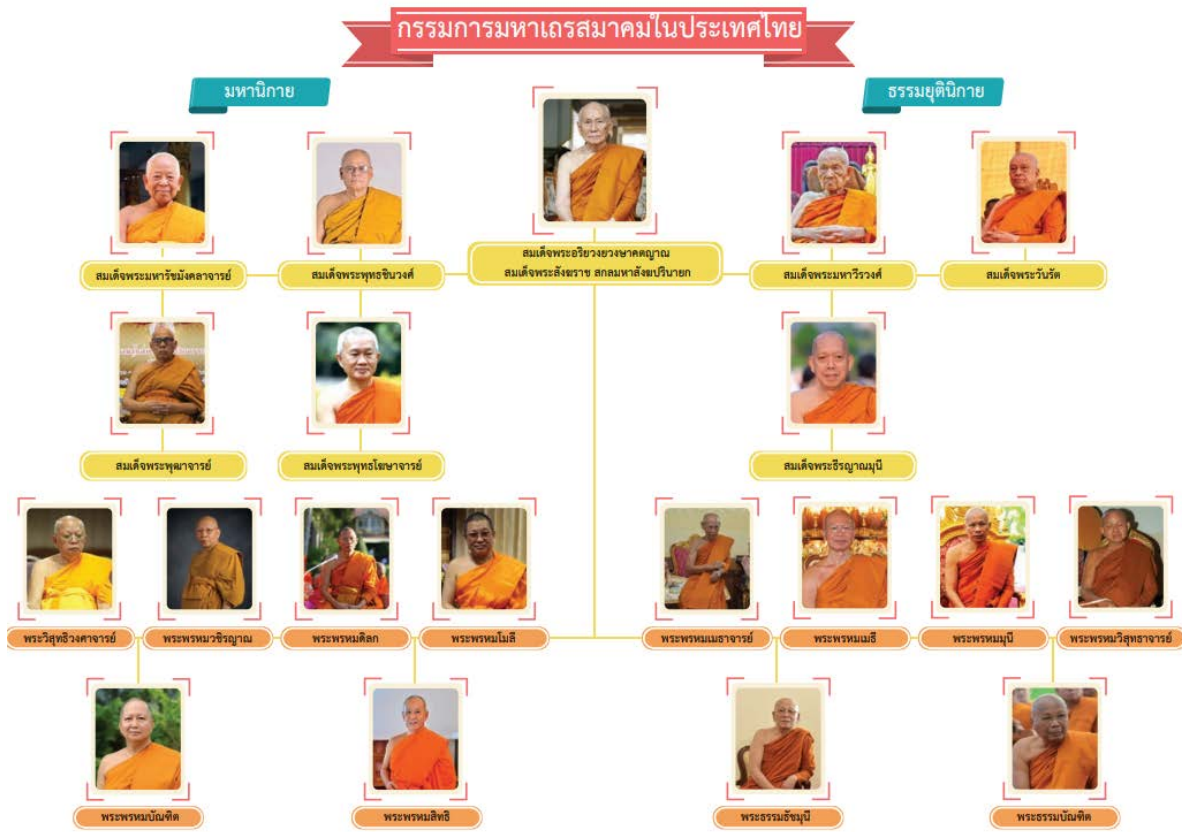 กรรมการมหาเถรสมาคมในประเทศไทย
มหานิกาย
ธรรมยุตินิกาย
สมเด็จพระอริยวงยวงษาคตญาณ
สมเด็จพระสังฆราช สกลมหาสังฆปรินายก
สมเด็จพระมหารัชมังคลาจารย์
สมเด็จพระพุทธชินวงศ์
สมเด็จพระมหาวีรวงศ์
สมเด็จพระวันรัต
สมเด็จพระพุฒาจารย์
สมเด็จพระพุทธโฆษาจารย์
สมเด็จพระธีรญาณมุนี
พระวิสุทธิวงศาจารย์
พระพรหมวชิรญาณ
พระพรหมดิลก
พระพรหมโมลี
พระพรหมเมธาจารย์
พระพรหมเมธี
พระพรหมมุนี
พระพรหมวิสุทธาจารย์
พระพรหมบัณฑิต
พระพรหมสิทธิ
พระธรรมธัชมุนี
พระธรรมบัณฑิต